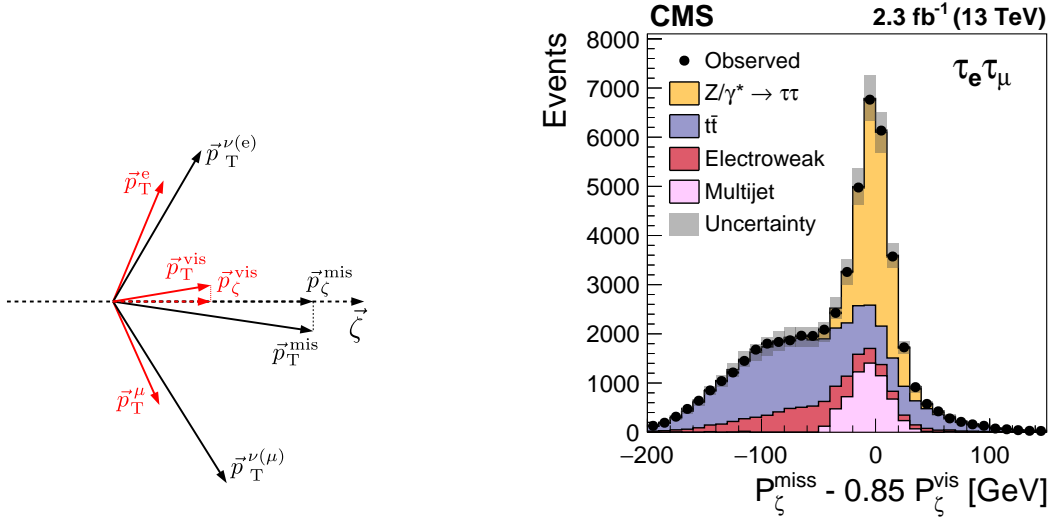 p⃗_T^ν(e)
p⃗_T^e
p⃗_T^vis
p⃗_ζ^vis
p⃗_ζ^mis
ζ⃗
p⃗_T^mis
p⃗_T^μ
p⃗_T^ν(μ)
CMS 2.3 fb⁻¹ (13 TeV)
Events
8000
7000
6000
5000
4000
3000
2000
1000
0
Observed
Z/γ* → ττ
tt̄
Electroweak
Multijet
Uncertainty
τ_e τ_μ
−200 −100 0 100
P_ζ^miss - 0.85 P_ζ^vis [GeV]